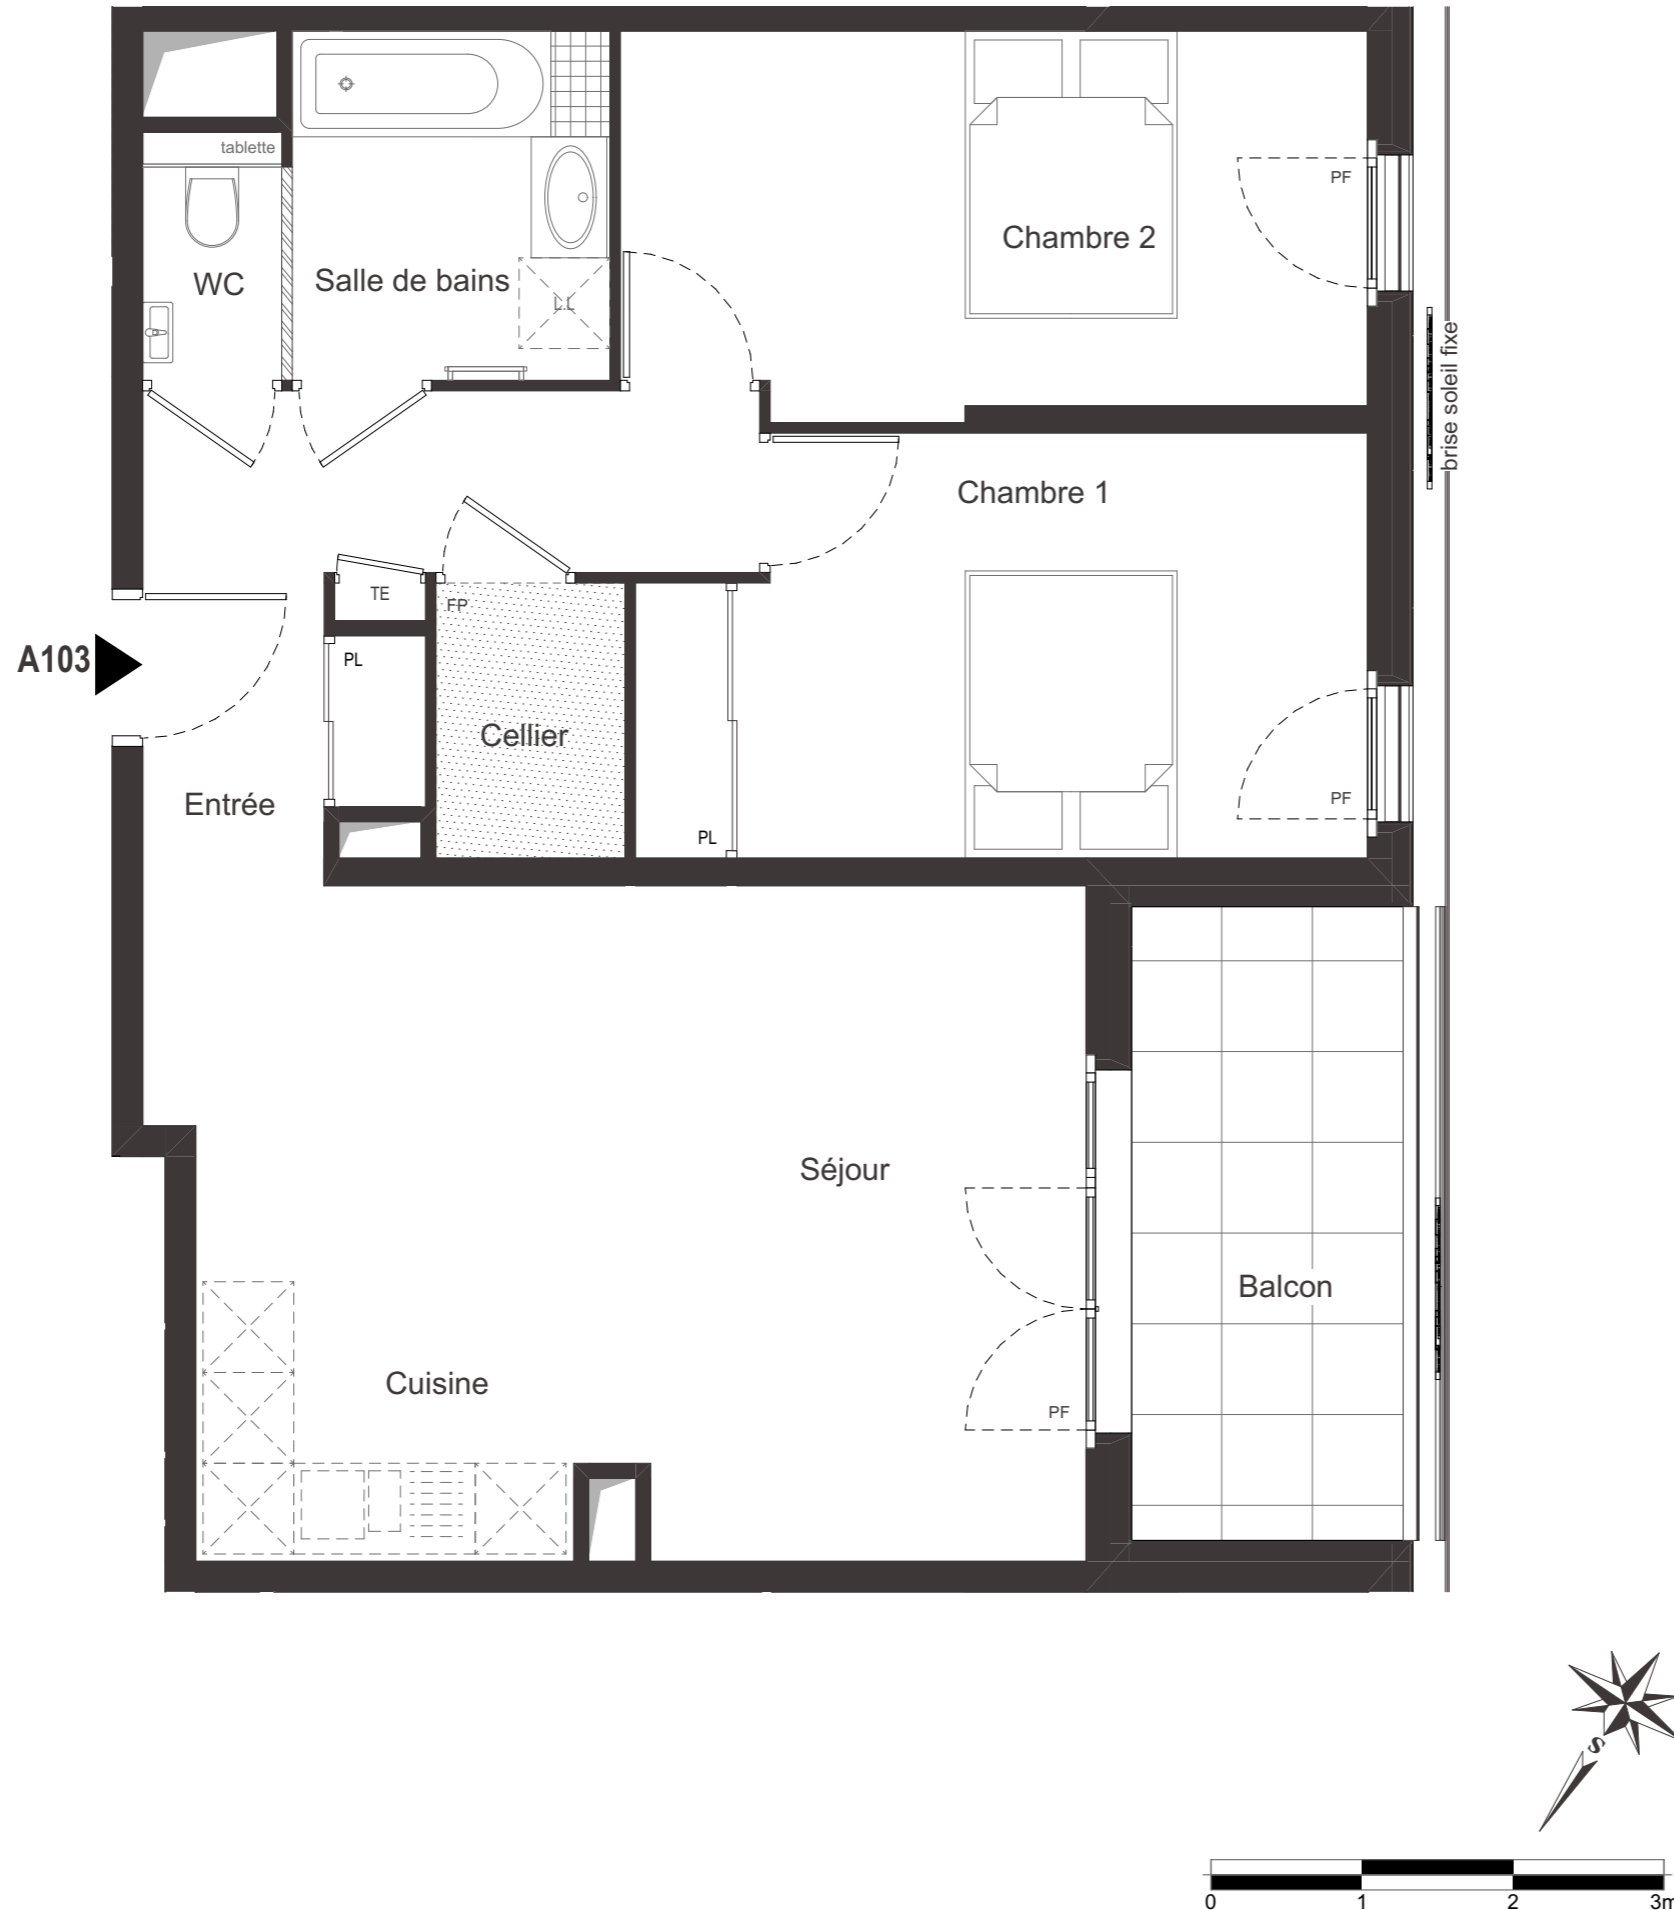 tablette
PF
Chambre 2
WC
Salle de bains
LL
brise soleil fixe
Chambre 1
TE
FP
A103
PL
Cellier
Entrée
PF
PL
Séjour
Balcon
Cuisine
PF
S
0 1 2 3m